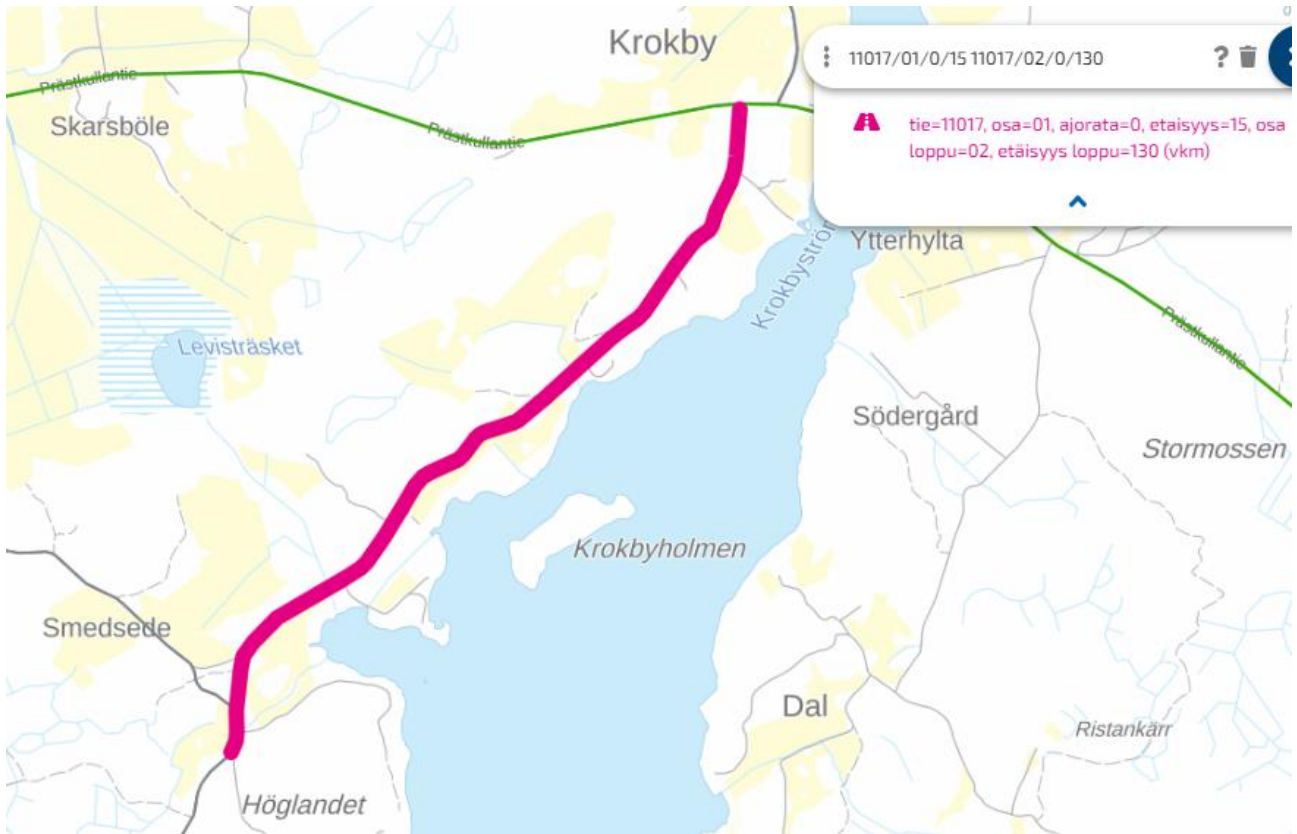 Krokby
11017/01/0/15 11017/02/0/130
?
tie=11017, osa=01, ajorata=0, etaisyys=15, osa
loppu=02, etäisyys loppu=130 (vkm)
Prästkullantie
Skarsböle
Prästkullantie
Ytterhylta
Krokbyström
Prästkullantie
Levisträsket
Södergård
Stormossen
Krokbyholmen
Smedsede
Dal
Ristankärr
Höglandet